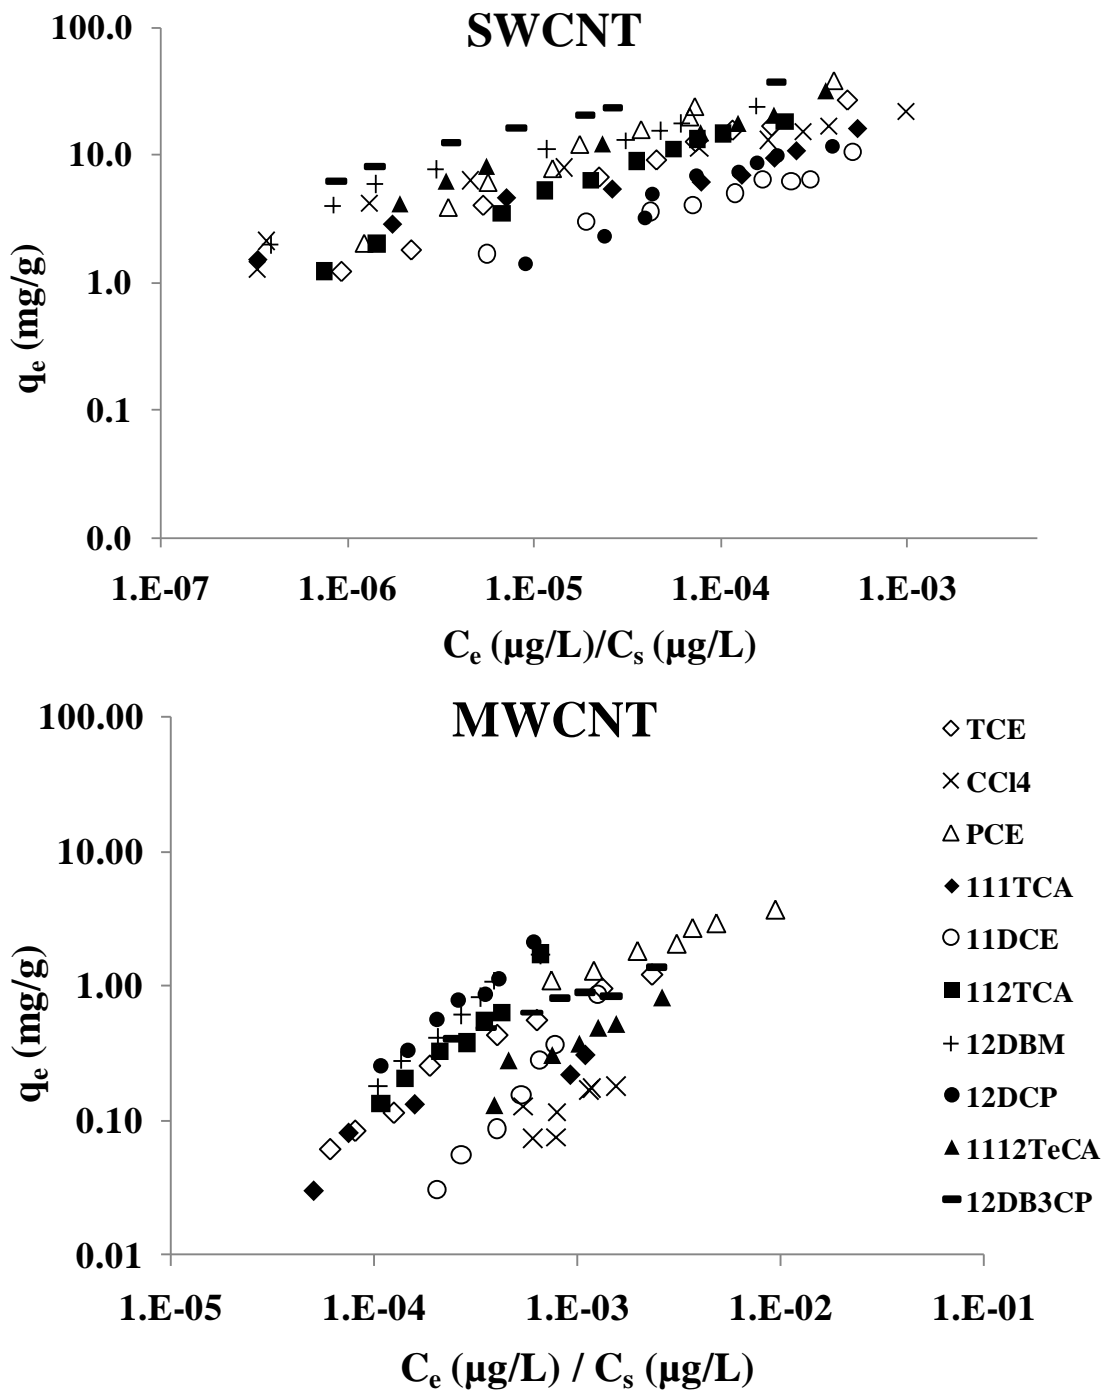 SWCNT
100.0
10.0
1.0
0.1
0.0
qe (mg/g)
1.E-07 1.E-06 1.E-05 1.E-04 1.E-03
Ce (µg/L)/Cs (µg/L)
MWCNT
100.00
10.00
1.00
0.10
0.01
qe (mg/g)
1.E-05 1.E-04 1.E-03 1.E-02 1.E-01
Ce (µg/L) / Cs (µg/L)
TCE
CCl4
PCE
111TCA
11DCE
112TCA
12DBM
12DCP
1112TeCA
12DB3CP